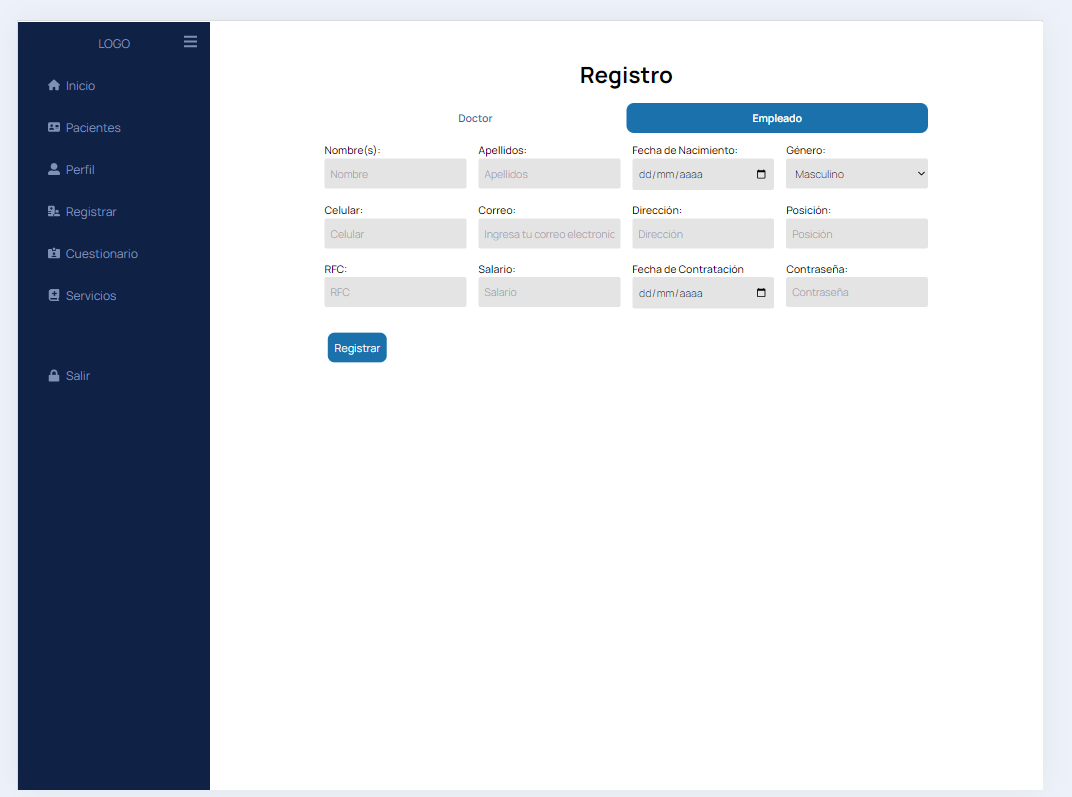 LOGO
Inicio
Pacientes
Perfil
Registrar
Cuestionario
Servicios
Salir
Registro
Doctor Empleado
Nombre(s): Apellidos: Fecha de Nacimiento: Género:
Nombre Apellidos dd/mm/aaaa Masculino
Celular: Correo: Dirección: Posición:
Celular Ingresa tu correo electronic Dirección Posición
RFC: Salario: Fecha de Contratación Contraseña:
RFC Salario dd/mm/aaaa Contraseña
Registrar